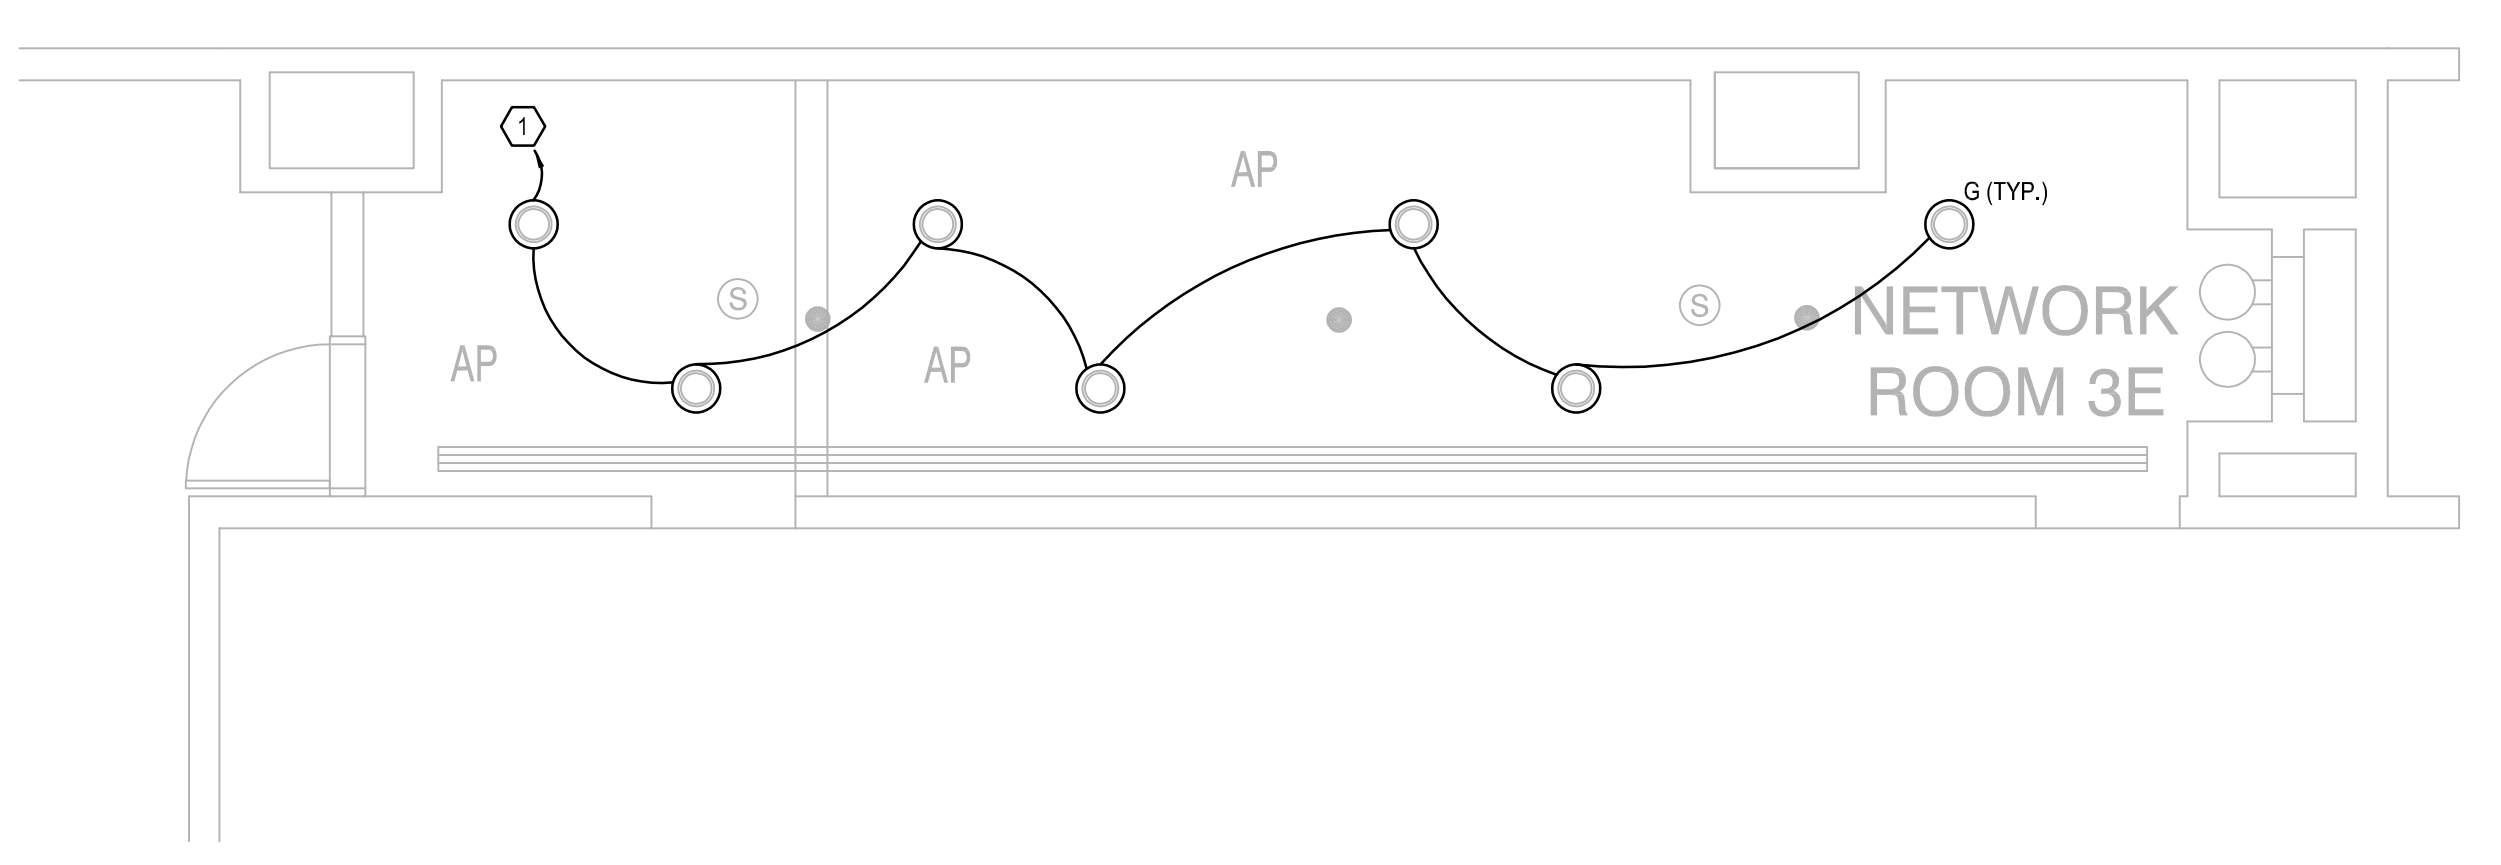 1
AP
G (TYP.)
S
S
NETWORK
ROOM 3E
AP
AP